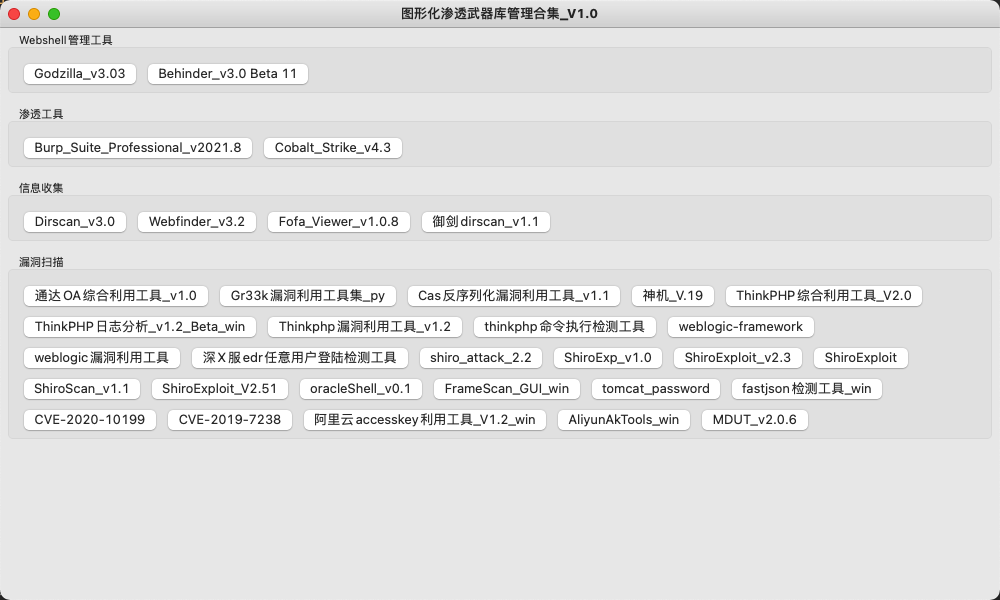 图形化渗透武器库管理合集_V1.0
Webshell管理工具
Godzilla_v3.03 Behinder_v3.0 Beta 11
渗透工具
Burp_Suite_Professional_v2021.8 Cobalt_Strike_v4.3
信息收集
Dirscan_v3.0 Webfinder_v3.2 Fofa_Viewer_v1.0.8 御剑dirscan_v1.1
漏洞扫描
通达OA综合利用工具_v1.0 Gr33k漏洞利用工具集_py Cas反序列化漏洞利用工具_v1.1 神机_V.19 ThinkPHP综合利用工具_V2.0
ThinkPHP日志分析_v1.2_Beta_win Thinkphp漏洞利用工具_v1.2 thinkphp命令执行检测工具 weblogic-framework
weblogic漏洞利用工具 深X服edr任意用户登陆检测工具 shiro_attack_2.2 ShiroExp_v1.0 ShiroExploit_v2.3 ShiroExploit
ShiroScan_v1.1 ShiroExploit_V2.51 oracleShell_v0.1 FrameScan_GUI_win tomcat_password fastjson检测工具_win
CVE-2020-10199 CVE-2019-7238 阿里云accesskey利用工具_V1.2_win AliyunAkTools_win MDUT_v2.0.6